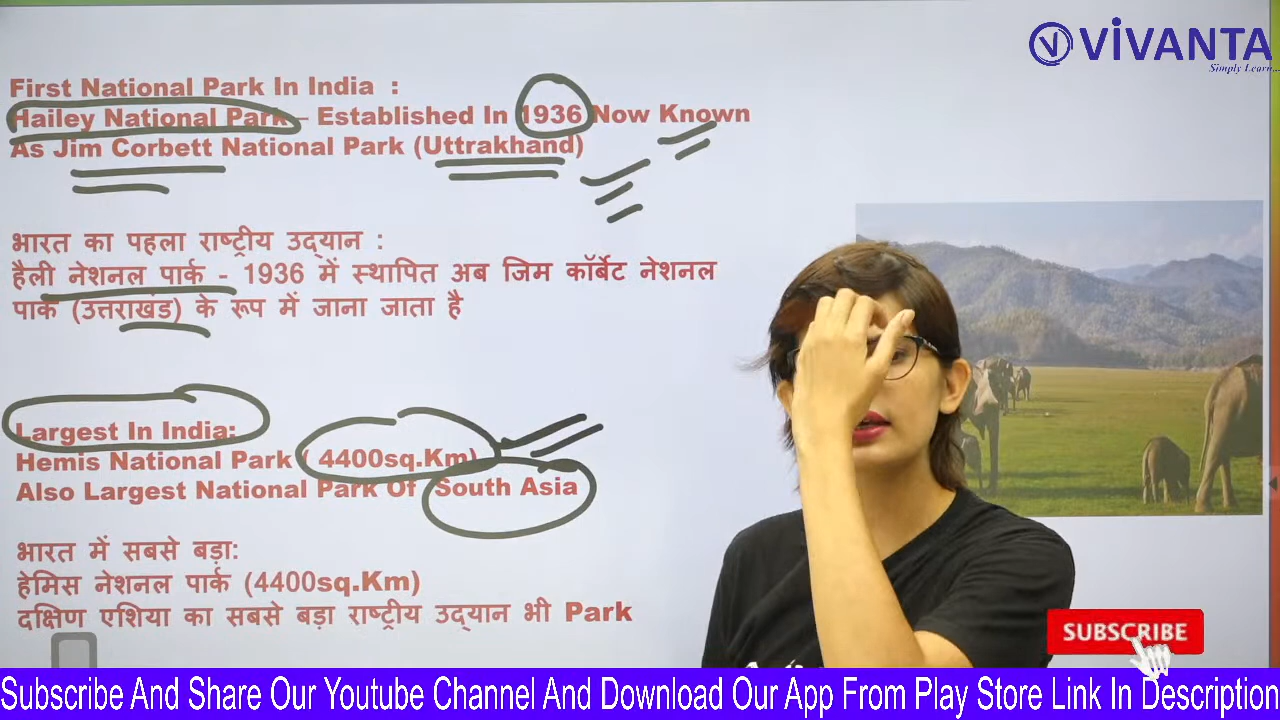 VİVANTA
Simply Learn...
First National Park In India :
Hailey National Park – Established In 1936 Now Known
As Jim Corbett National Park (Uttrakhand)
भारत का पहला राष्ट्रीय उद्यान :
हैली नेशनल पार्क - 1936 में स्थापित अब जिम कॉर्बेट नेशनल
पार्क (उत्तराखंड) के रूप में जाना जाता है
Largest In India:
Hemis National Park ( 4400sq.Km)
Also Largest National Park Of South Asia
भारत में सबसे बड़ा:
हेमिस नेशनल पार्क (4400sq.Km)
दक्षिण एशिया का सबसे बड़ा राष्ट्रीय उद्यान भी Park
SUBSCRIBE
Subscribe And Share Our Youtube Channel And Download Our App From Play Store Link In Description